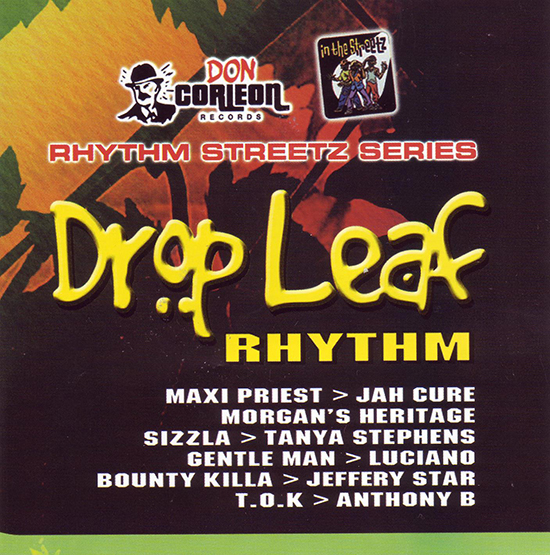 DON
CORLEON
RECORDS
in the Streetz
RHYTHM STREETZ SERIES
Drop Leaf
RHYTHM
MAXI PRIEST > JAH CURE
MORGAN'S HERITAGE
SIZZLA > TANYA STEPHENS
GENTLE MAN > LUCIANO
BOUNTY KILLA > JEFFERY STAR
T.O.K > ANTHONY B